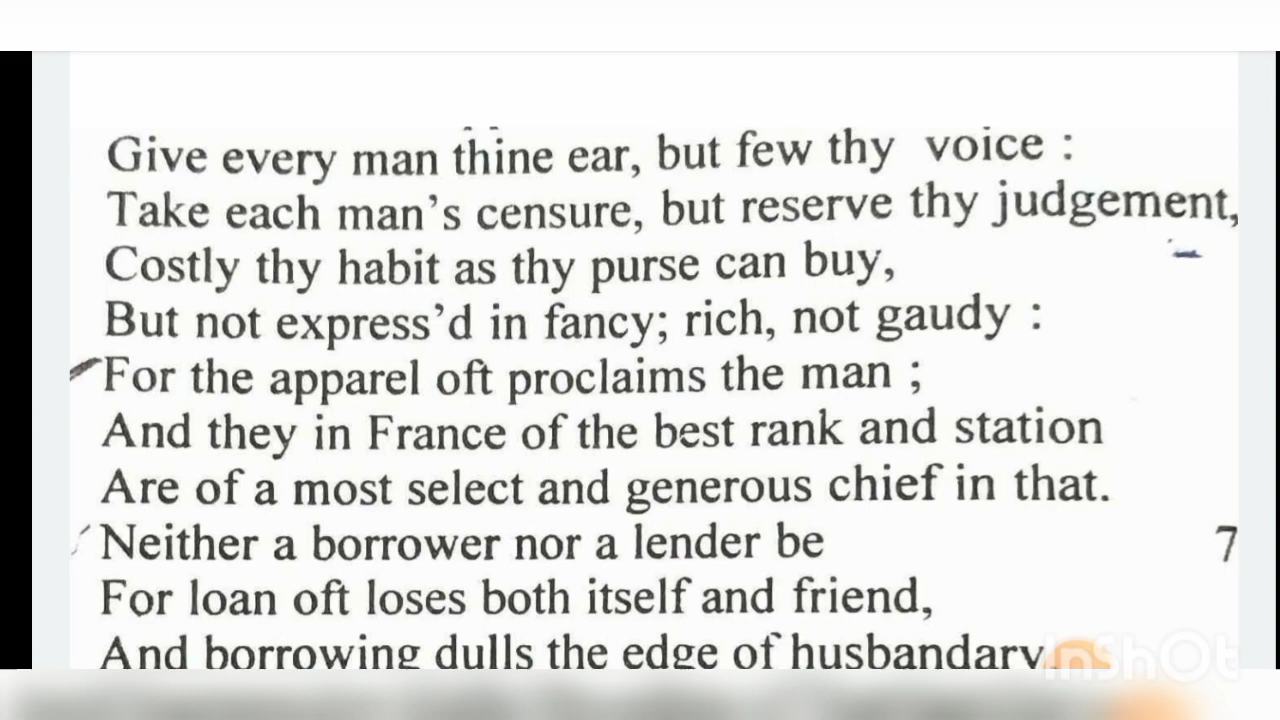 Give every man thine ear, but few thy voice :
Take each man's censure, but reserve thy judgement,
Costly thy habit as thy purse can buy,
But not express'd in fancy; rich, not gaudy :
For the apparel oft proclaims the man ;
And they in France of the best rank and station
Are of a most select and generous chief in that.
Neither a borrower nor a lender be 7
For loan oft loses both itself and friend,
And borrowing dulls the edge of husbandary,
InShOt